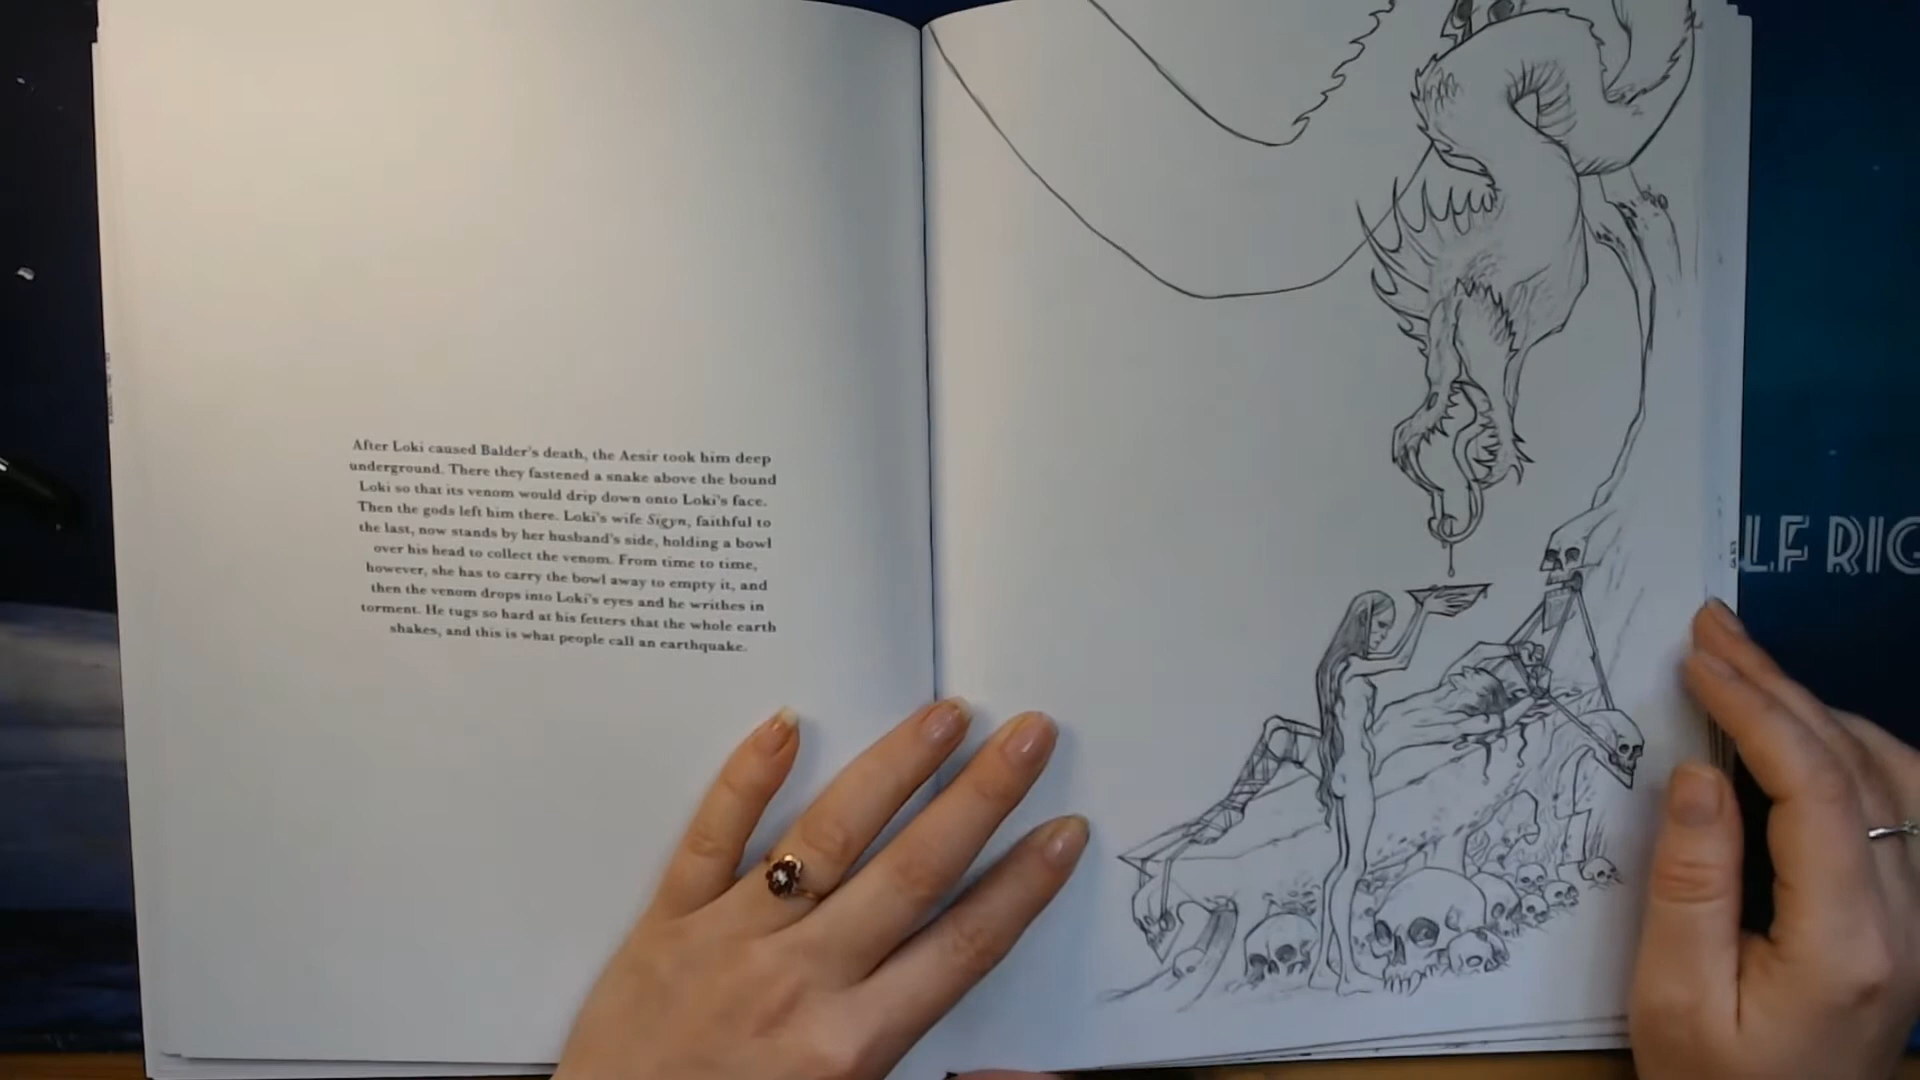 After Loki caused Balder's death, the Aesir took him deep
underground. There they fastened a snake above the bound
Loki so that its venom would drip down onto Loki's face.
Then the gods left him there. Loki's wife Sigyn, faithful to
the last, now stands by her husband's side, holding a bowl
over his head to collect the venom. From time to time,
however, she has to carry the bowl away to empty it, and
then the venom drops into Loki's eyes and he writhes in
torment. He tugs so hard at his fetters that the whole earth
shakes, and this is what people call an earthquake.
LF RIG